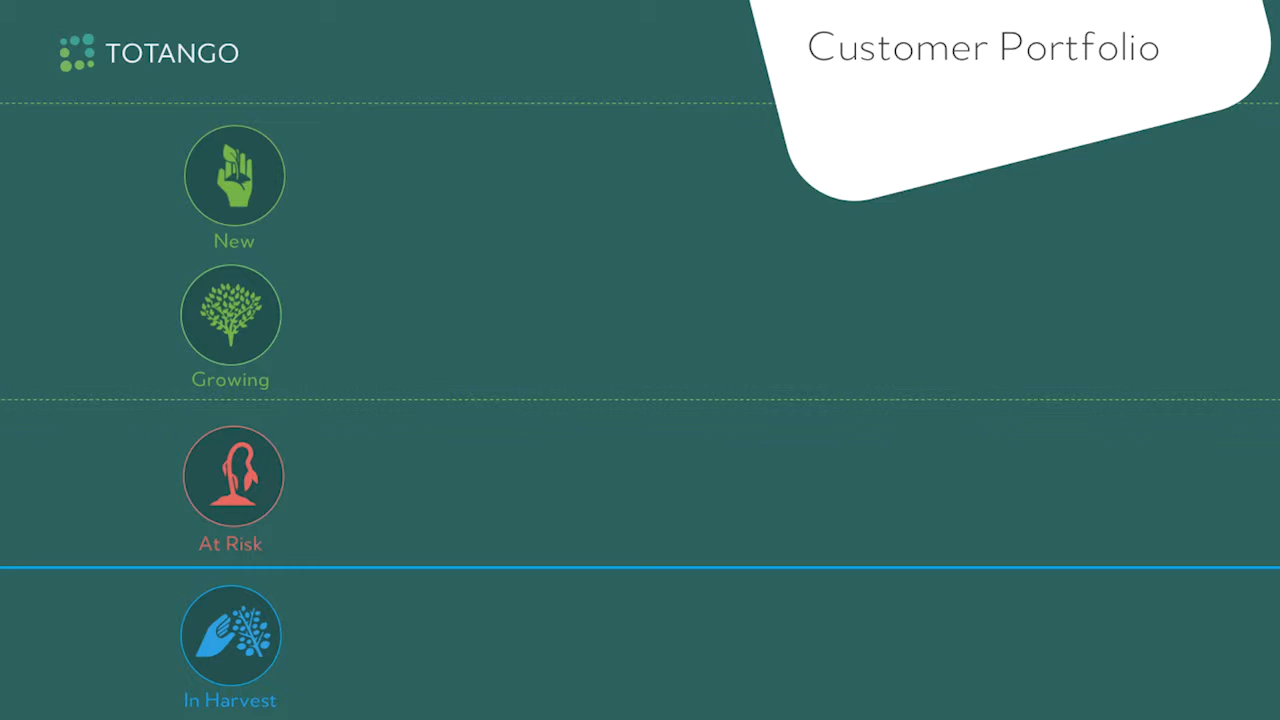 TOTANGO
Customer Portfolio
New
Growing
At Risk
In Harvest